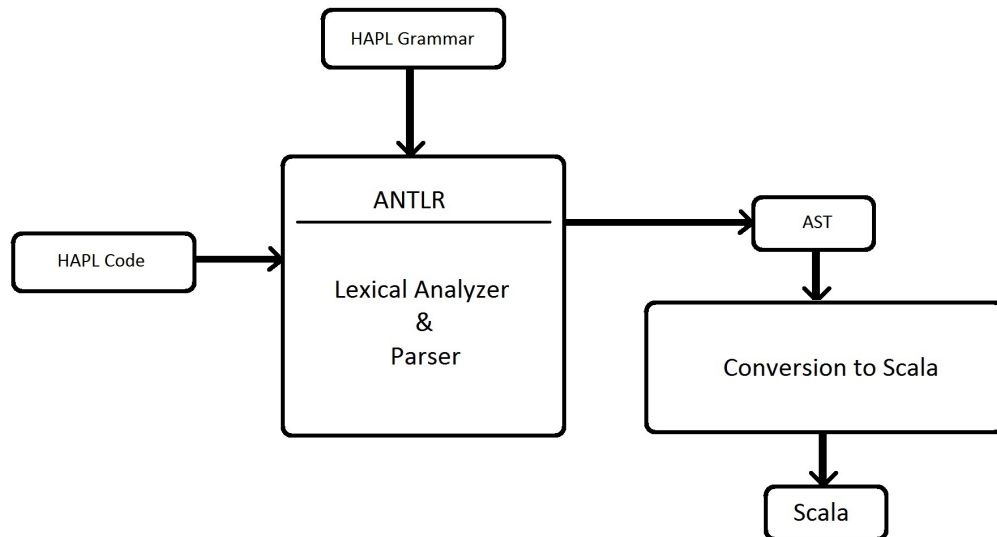 HAPL Grammar
ANTLR
HAPL Code
Lexical Analyzer
&
Parser
AST
Conversion to Scala
Scala